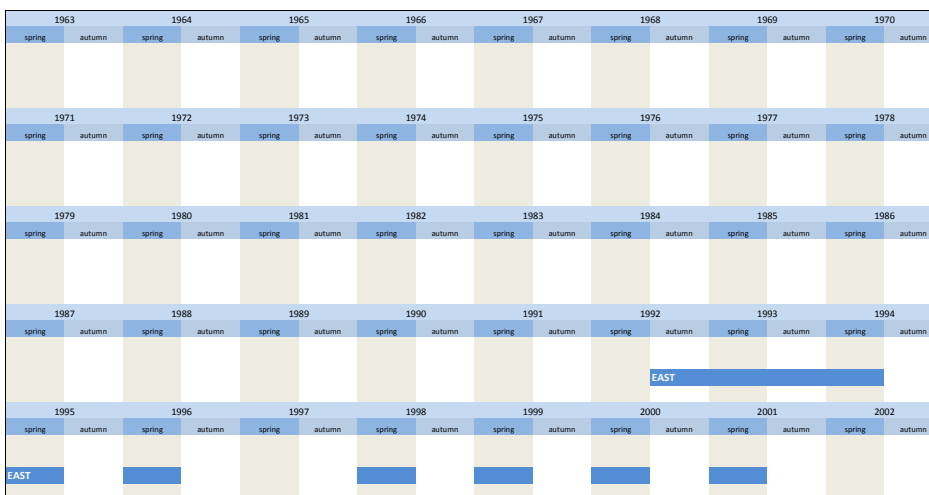 1963 1964 1965 1966 1967 1968 1969 1970
spring autumn spring autumn spring autumn spring autumn spring autumn spring autumn spring autumn spring autumn
1971 1972 1973 1974 1975 1976 1977 1978
spring autumn spring autumn spring autumn spring autumn spring autumn spring autumn spring autumn spring autumn
1979 1980 1981 1982 1983 1984 1985 1986
spring autumn spring autumn spring autumn spring autumn spring autumn spring autumn spring autumn spring autumn
1987 1988 1989 1990 1991 1992 1993 1994
spring autumn spring autumn spring autumn spring autumn spring autumn spring autumn spring autumn spring autumn
EAST
1995 1996 1997 1998 1999 2000 2001 2002
spring autumn spring autumn spring autumn spring autumn spring autumn spring autumn spring autumn spring autumn
EAST